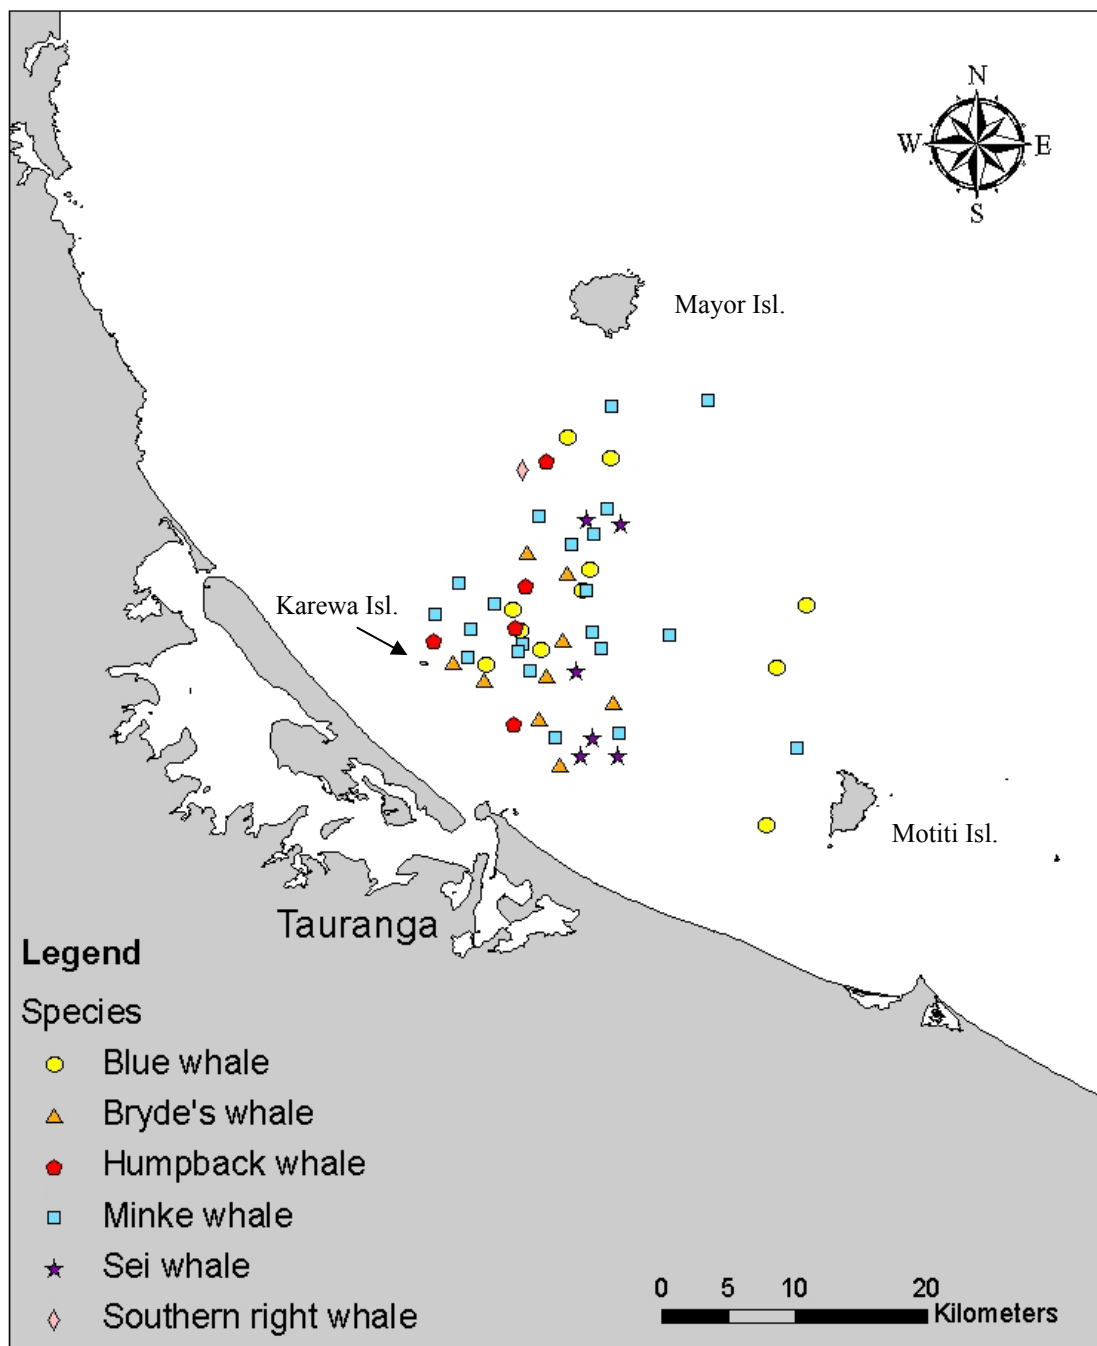 N
W E
S
Mayor Isl.
Karewa Isl.
Motiti Isl.
Tauranga
Legend
Species
Blue whale
Bryde's whale
Humpback whale
Minke whale
Sei whale
Southern right whale
0 5 10 20
Kilometers